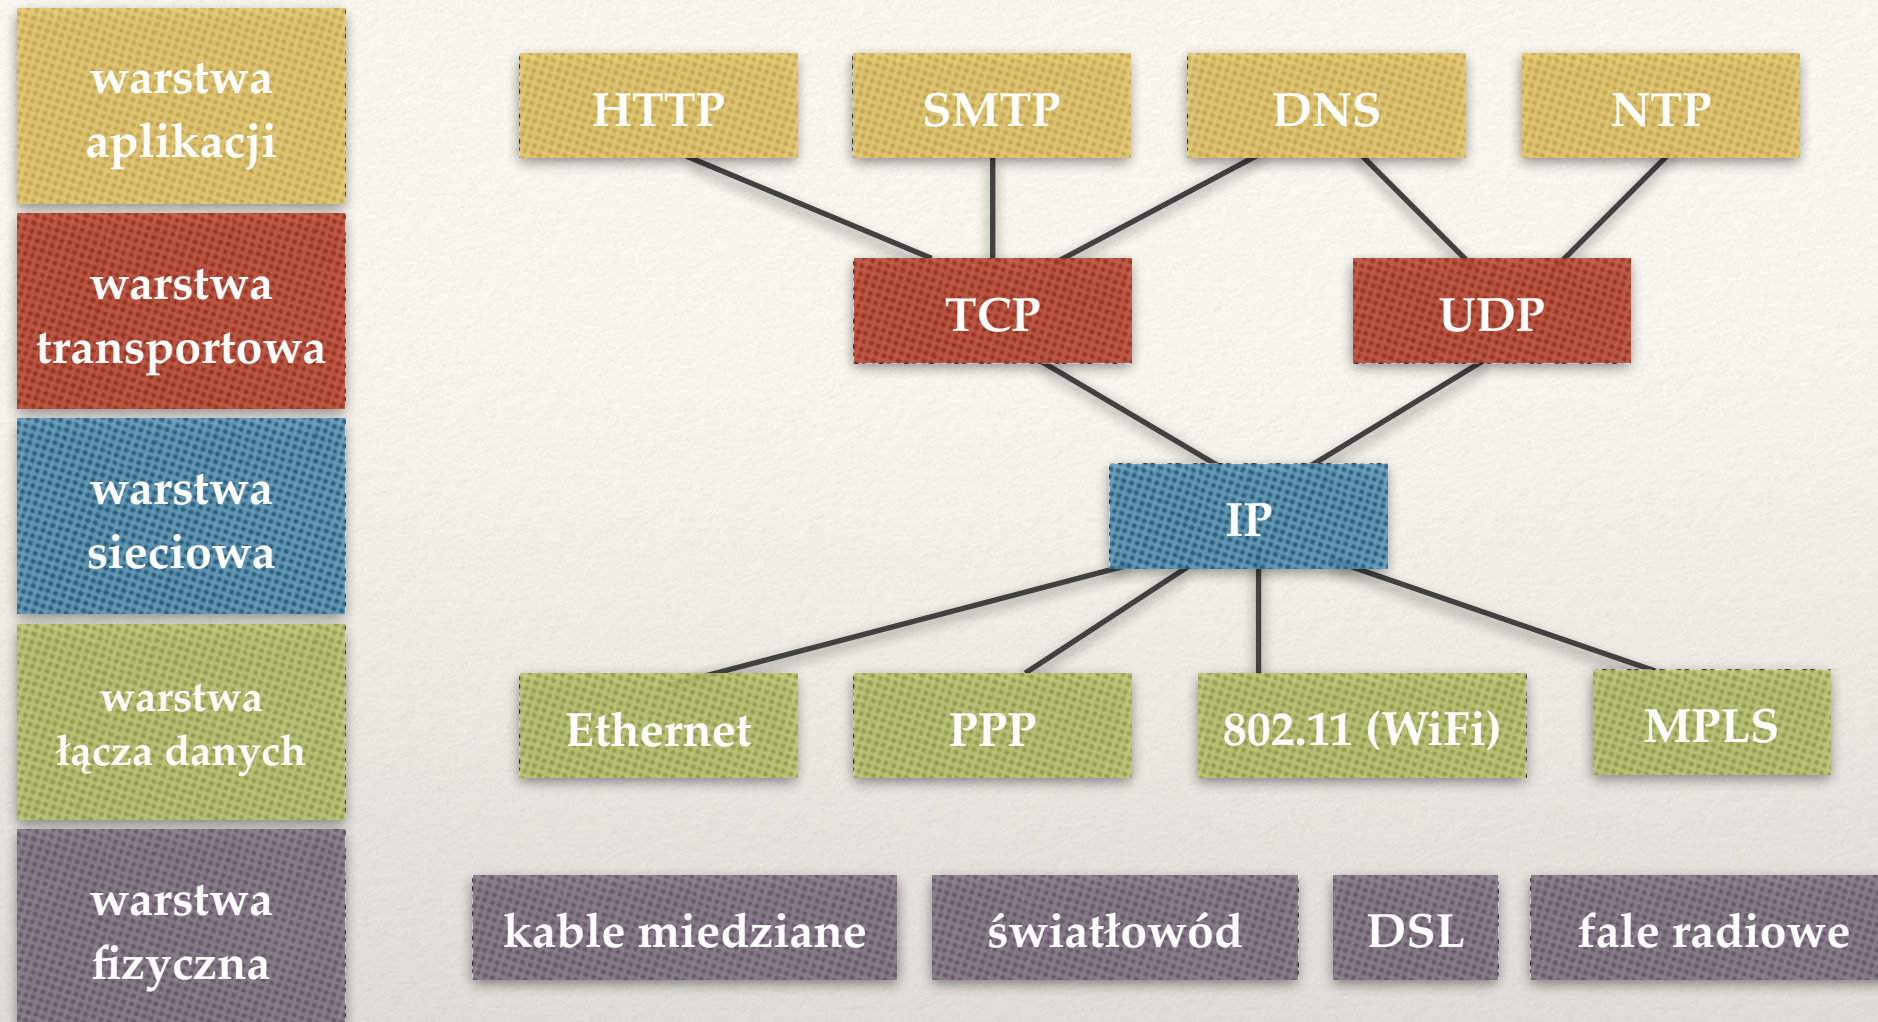 warstwa
aplikacji
HTTP
SMTP
DNS
NTP
warstwa
transportowa
TCP
UDP
warstwa
sieciowa
IP
warstwa
łącza danych
Ethernet
PPP
802.11 (WiFi)
MPLS
warstwa
fizyczna
kable miedziane
światłowód
DSL
fale radiowe